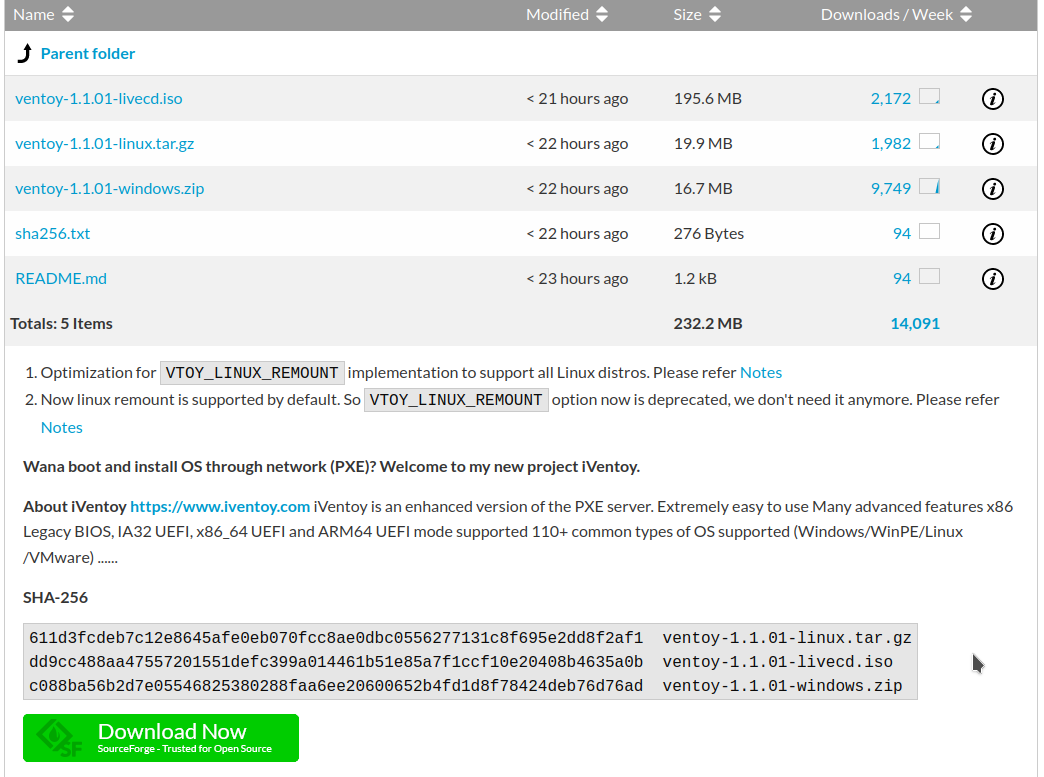 Name Modified Size Downloads / Week
Parent folder
ventoy-1.1.01-livecd.iso < 21 hours ago 195.6 MB 2,172
ventoy-1.1.01-linux.tar.gz < 22 hours ago 19.9 MB 1,982
ventoy-1.1.01-windows.zip < 22 hours ago 16.7 MB 9,749
sha256.txt < 22 hours ago 276 Bytes 94
README.md < 23 hours ago 1.2 kB 94
Totals: 5 Items 232.2 MB 14,091
1. Optimization for VTOY_LINUX_REMOUNT implementation to support all Linux distros. Please refer Notes
2. Now linux remount is supported by default. So VTOY_LINUX_REMOUNT option now is deprecated, we don't need it anymore. Please refer
Notes
Wana boot and install OS through network (PXE)? Welcome to my new project iVentoy.
About iVentoy https://www.iventoy.com iVentoy is an enhanced version of the PXE server. Extremely easy to use Many advanced features x86
Legacy BIOS, IA32 UEFI, x86_64 UEFI and ARM64 UEFI mode supported 110+ common types of OS supported (Windows/WinPE/Linux
/VMware) ......
SHA-256
611d3fcdeb7c12e8645afe0eb070fcc8ae0dbc0556277131c8f695e2dd8f2af1 ventoy-1.1.01-linux.tar.gz
dd9cc488aa47557201551defc399a014461b51e85a7f1ccf10e20408b4635a0b ventoy-1.1.01-livecd.iso
c088ba56b2d7e05546825380288faa6ee20600652b4fd1d8f78424deb76d76ad ventoy-1.1.01-windows.zip
SF
Download Now
SourceForge - Trusted for Open Source